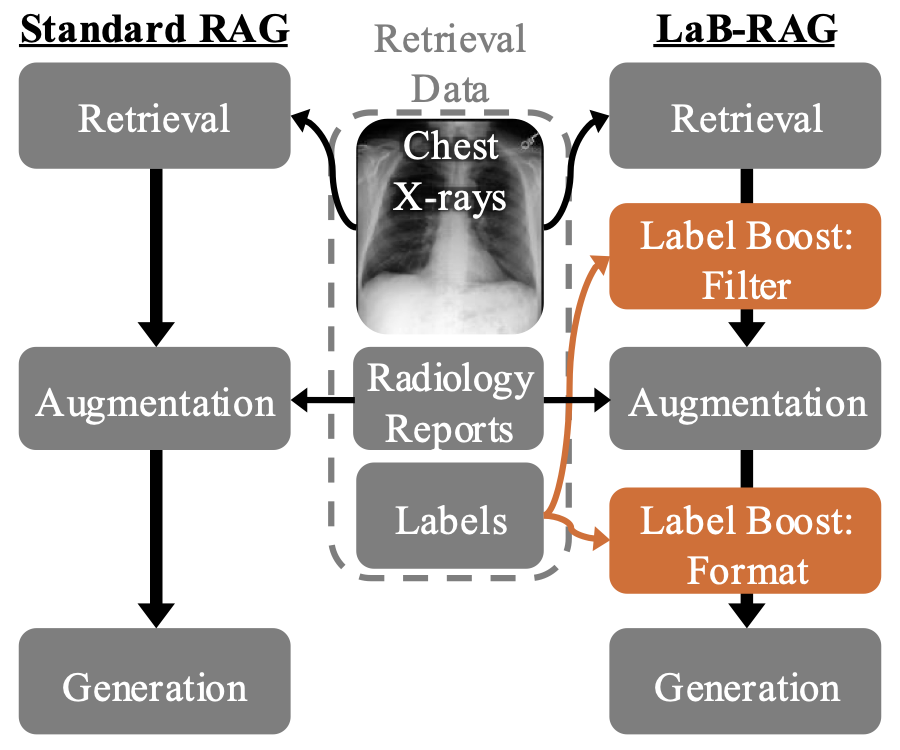 Standard RAG
Retrieval
Augmentation
Generation
Retrieval
Data
Chest
X-rays
Radiology
Reports
Labels
LaB-RAG
Retrieval
Label Boost:
Filter
Augmentation
Label Boost:
Format
Generation